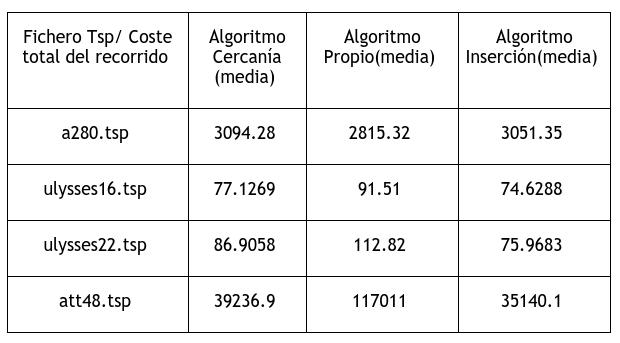 Fichero Tsp/ Coste
total del recorrido
Algoritmo
Cercanía
(media)
Algoritmo
Propio(media)
Algoritmo
Inserción(media)
a280.tsp
3094.28
2815.32
3051.35
ulysses16.tsp
77.1269
91.51
74.6288
ulysses22.tsp
86.9058
112.82
75.9683
att48.tsp
39236.9
117011
35140.1